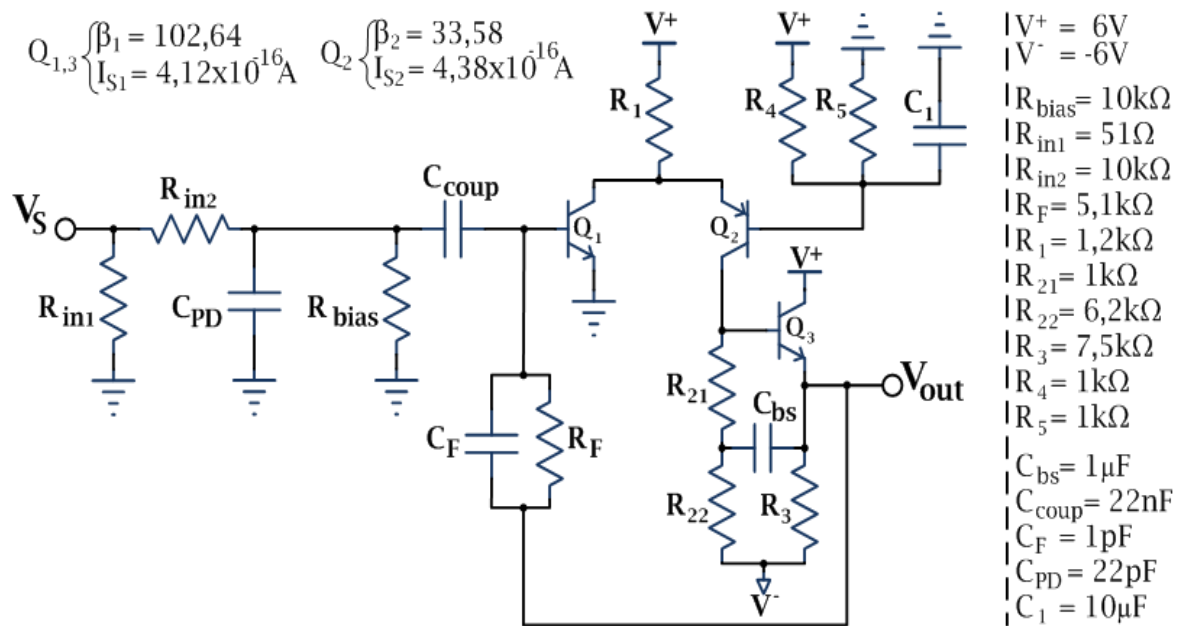 Q1,3 { β1 = 102,64
IS1 = 4,12x10^-16 A
Q2 { β2 = 33,58
IS2 = 4,38x10^-16 A
V+
V+
R1
R4
R5
C1
VS
Rin2
Ccoup
Q1
Q2
V+
Rin1
CPD
Rbias
Q3
R21
Cbs
Vout
CF
RF
R22
R3
V-
V+ = 6V
V- = -6V
Rbias= 10kΩ
Rin1 = 51Ω
Rin2 = 10kΩ
RF = 5,1kΩ
R1 = 1,2kΩ
R21= 1kΩ
R22 = 6,2kΩ
R3 = 7,5kΩ
R4 = 1kΩ
R5 = 1kΩ
Cbs= 1µF
Ccoup= 22nF
CF = 1pF
CPD = 22pF
C1 = 10µF